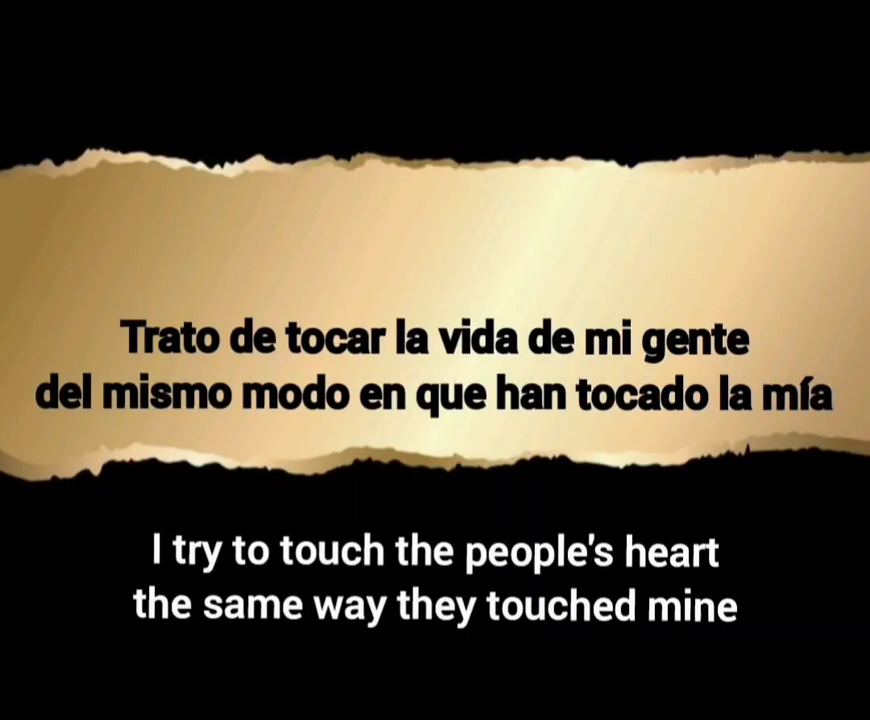 Trato de tocar la vida de mi gente
del mismo modo en que han tocado la mía
I try to touch the people's heart
the same way they touched mine